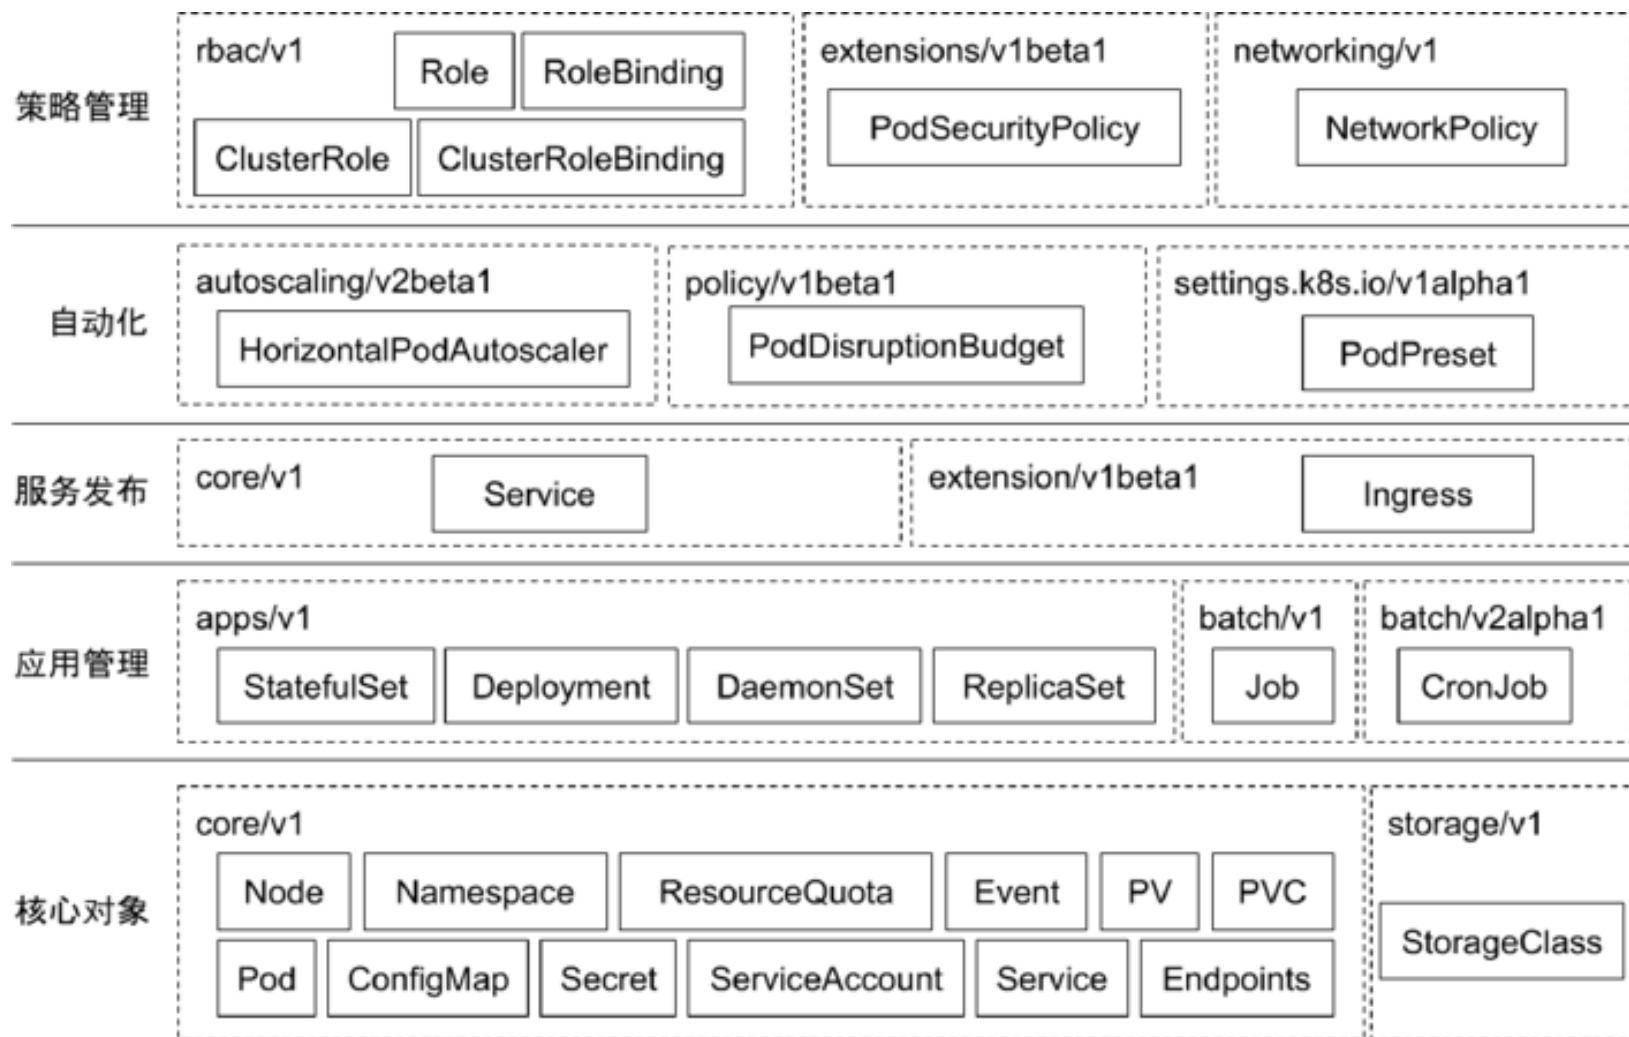 策略管理
rbac/v1
Role
RoleBinding
ClusterRole
ClusterRoleBinding
extensions/v1beta1
PodSecurityPolicy
networking/v1
NetworkPolicy
自动化
autoscaling/v2beta1
HorizontalPodAutoscaler
policy/v1beta1
PodDisruptionBudget
settings.k8s.io/v1alpha1
PodPreset
服务发布
core/v1
Service
extension/v1beta1
Ingress
应用管理
apps/v1
StatefulSet
Deployment
DaemonSet
ReplicaSet
batch/v1
Job
batch/v2alpha1
CronJob
核心对象
core/v1
Node
Namespace
ResourceQuota
Event
PV
PVC
Pod
ConfigMap
Secret
ServiceAccount
Service
Endpoints
storage/v1
StorageClass